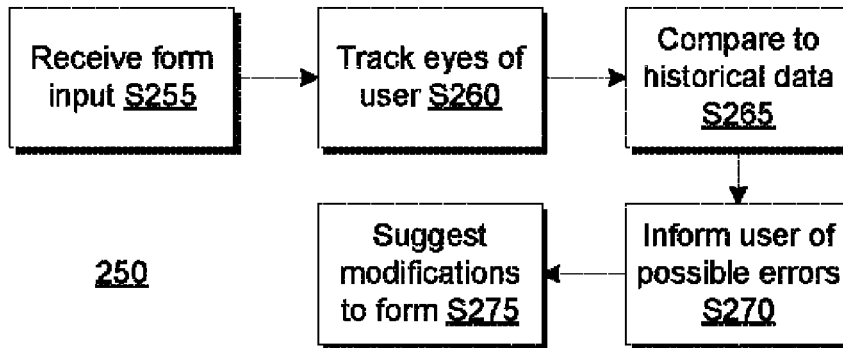 Receive form
input S255
Track eyes of
user S260
Compare to
historical data
S265
Inform user of
possible errors
S270
Suggest
modifications
to form S275
250